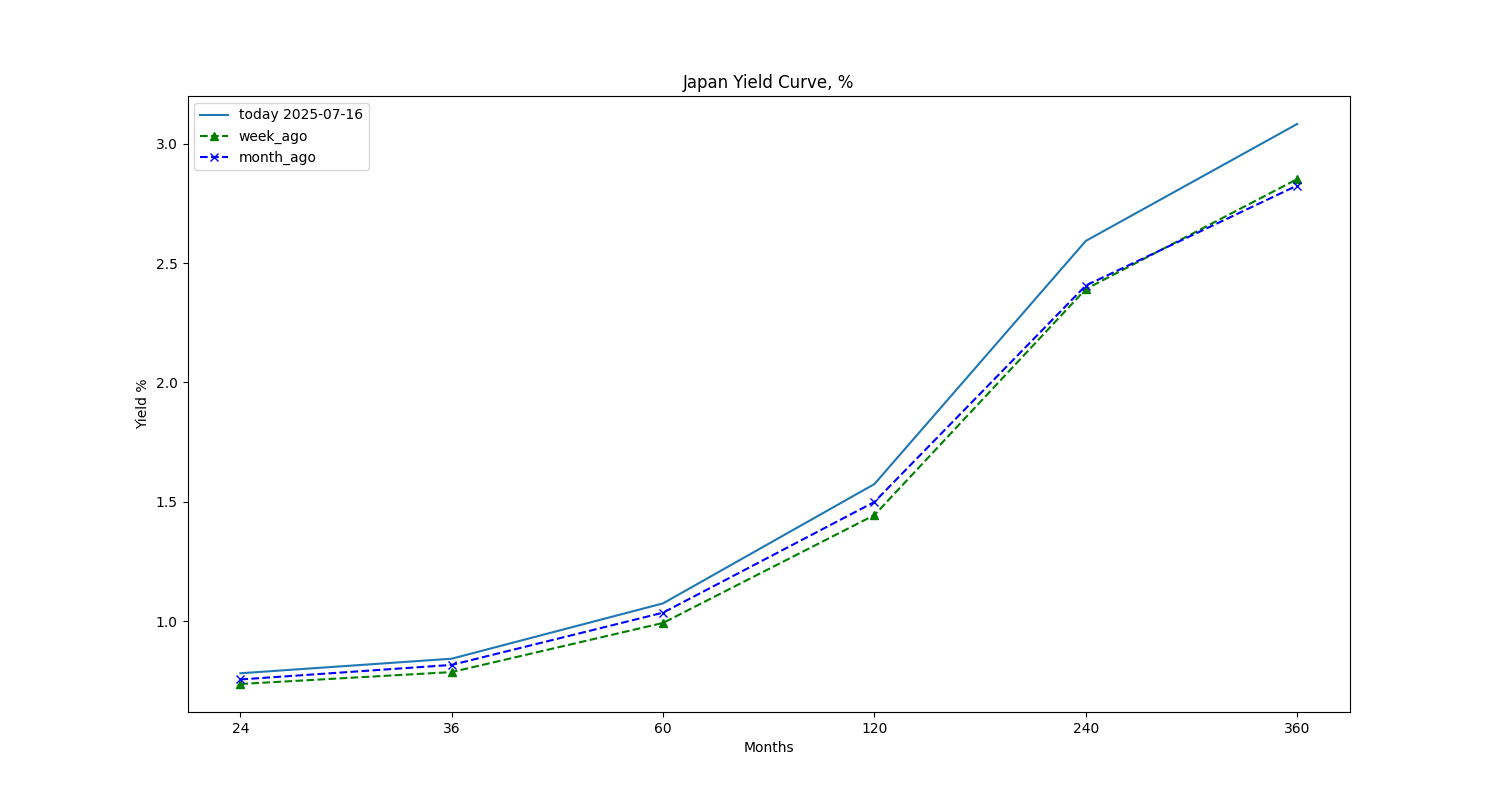 Japan Yield Curve, %
today 2025-07-16
week_ago
month_ago
3.0
2.5
2.0
1.5
1.0
Yield %
24 36 60 120 240 360
Months